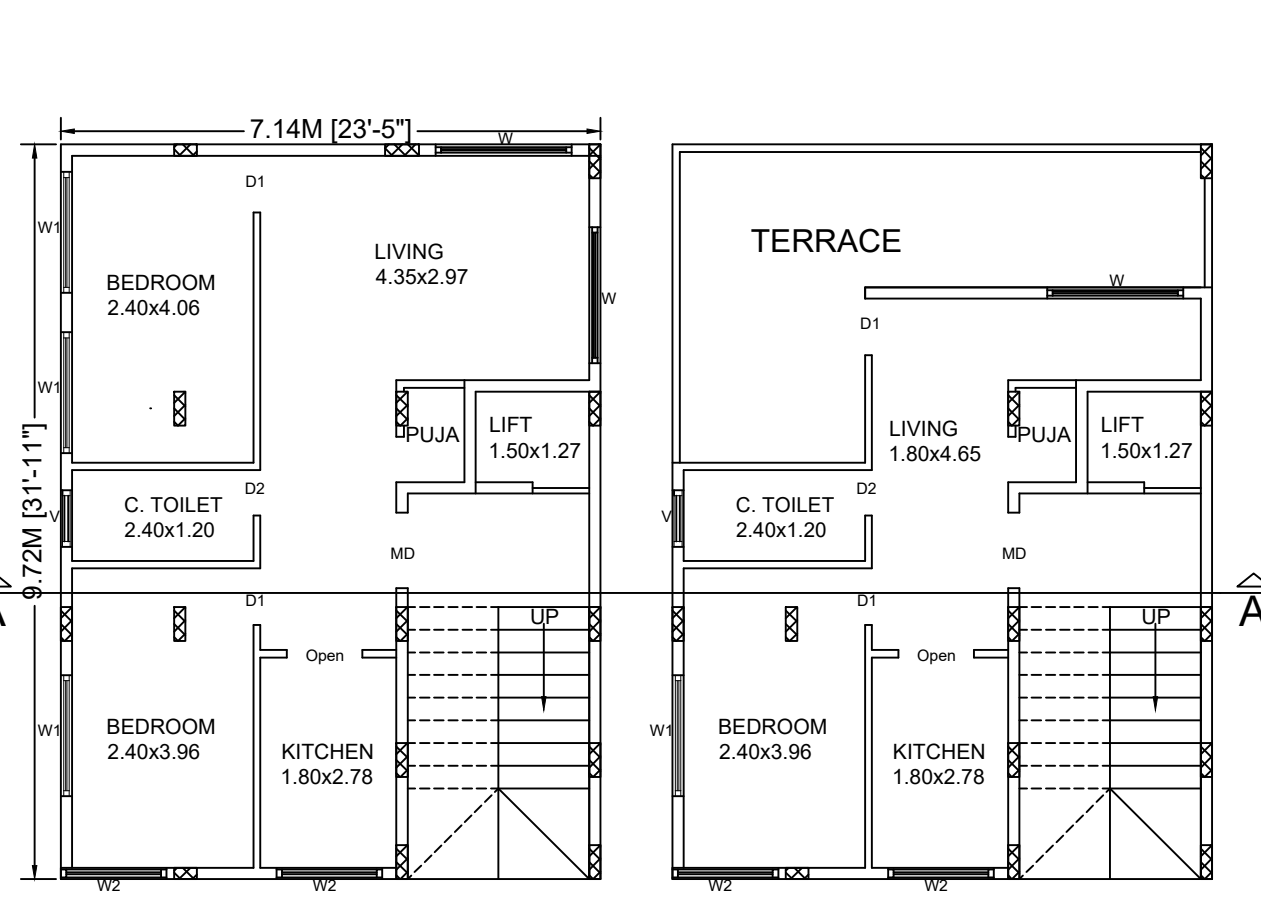 7.14M [23'-5"]
W
D1
W1
LIVING
4.35x2.97
BEDROOM
2.40x4.06
W
W1
PUJA
LIFT
1.50x1.27
9.72M [31'-11"]
D2
C. TOILET
2.40x1.20
V
MD
A
D1
UP
Open
BEDROOM
2.40x3.96
W1
KITCHEN
1.80x2.78
W2
W2
TERRACE
W
D1
LIVING
1.80x4.65
PUJA
LIFT
1.50x1.27
D2
C. TOILET
2.40x1.20
V
MD
A
D1
UP
Open
BEDROOM
2.40x3.96
W1
KITCHEN
1.80x2.78
W2
W2